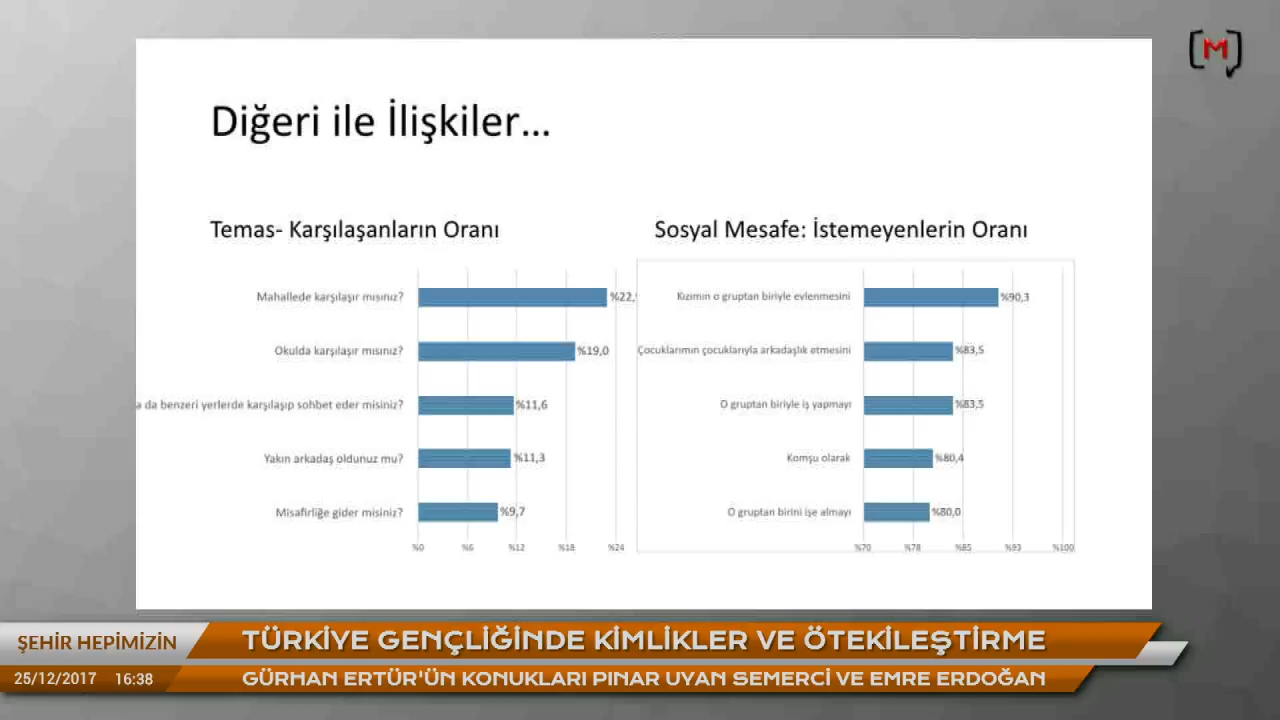 Diğeri ile İlişkiler...
Temas- Karşılaşanların Oranı
Mahallede karşılaşır mısınız? %22,
Okulda karşılaşır mısınız? %19,0
a da benzeri yerlerde karşılaşıp sohbet eder misiniz? %11,6
Yakın arkadaş oldunuz mu? %11,3
Misafirliğe gider misiniz? %9,7
%0 %6 %12 %18 %24
Sosyal Mesafe: İstemeyenlerin Oranı
Kızımın o gruptan biriyle evlenmesini %90,3
Çocuklarımın çocuklarıyla arkadaşlık etmesini %83,5
O gruptan biriyle iş yapmayı %83,5
Komşu olarak %80,4
O gruptan birini işe almayı %80,0
%70 %78 %85 %93 %100
[M]
ŞEHİR HEPİMİZİN
TÜRKİYE GENÇLİĞİNDE KİMLİKLER VE ÖTEKİLEŞTİRME
25/12/2017 16:38
GÜRHAN ERTÜR'ÜN KONUKLARI PINAR UYAN SEMERCİ VE EMRE ERDOĞAN